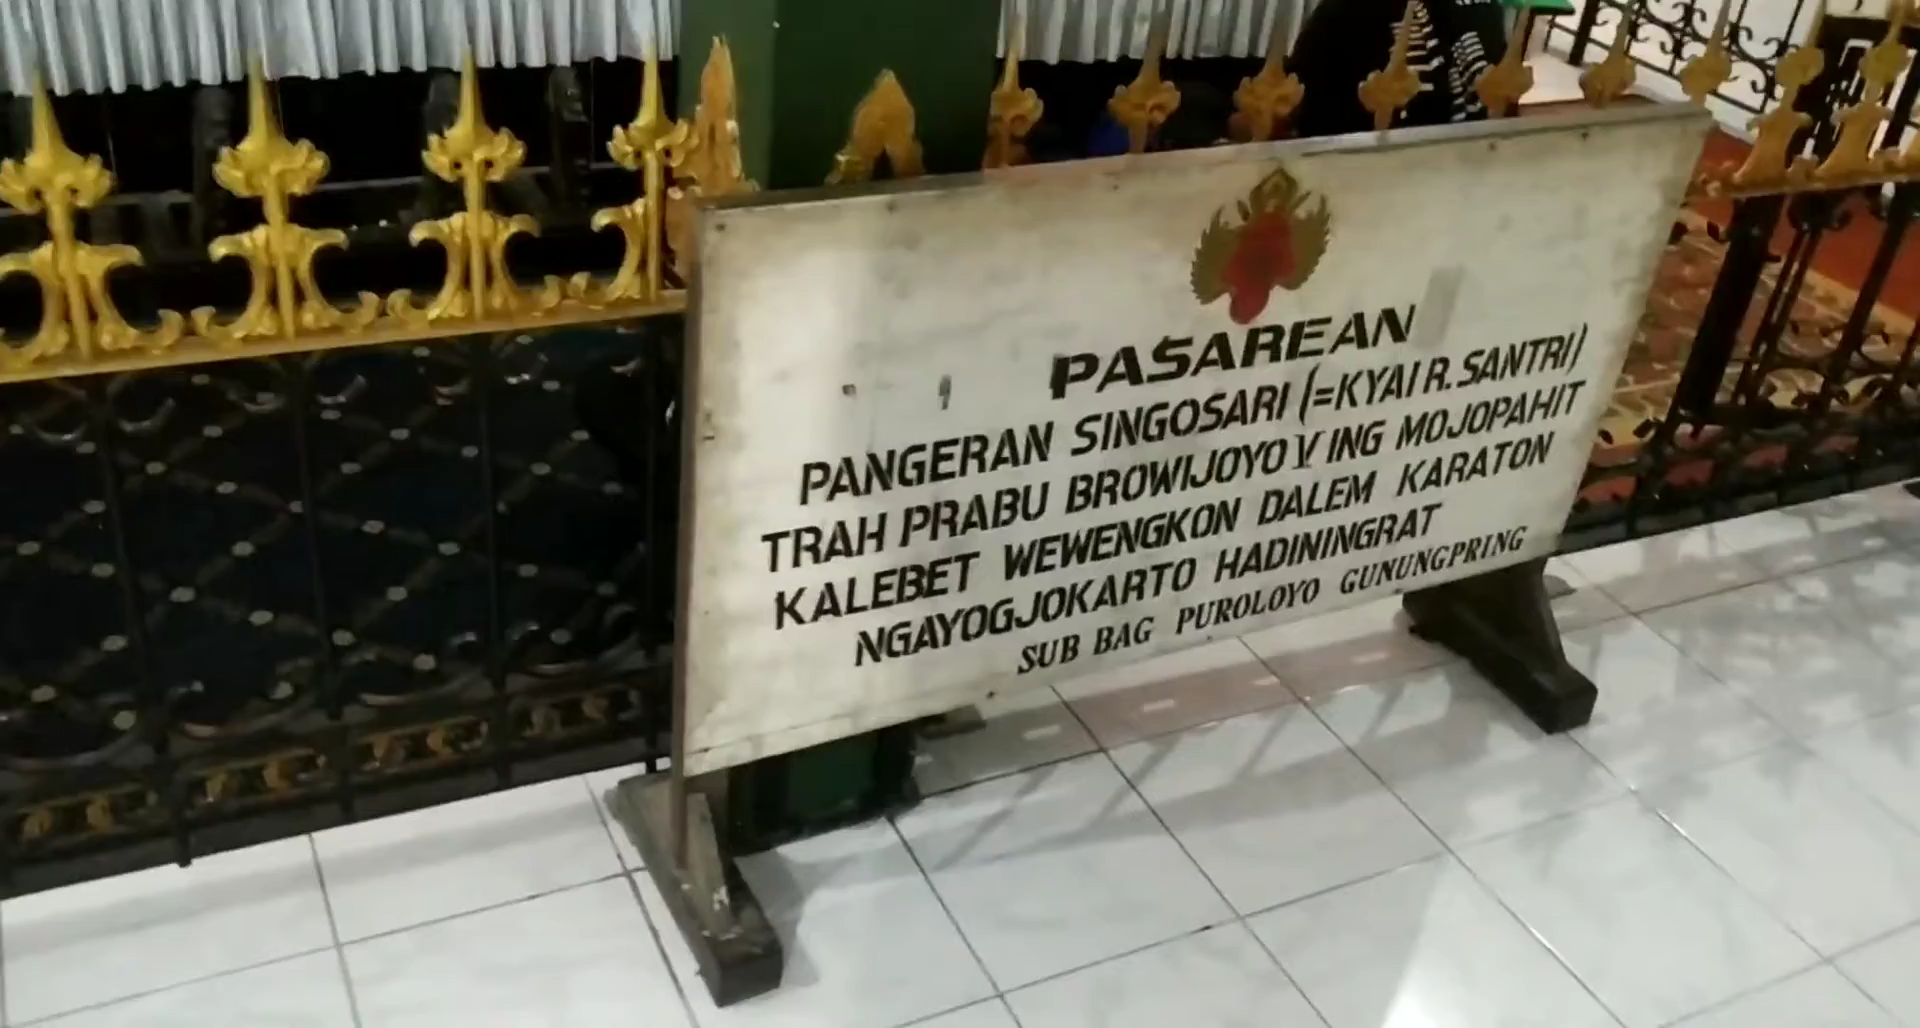 PASAREAN
PANGERAN SINGOSARI (=KYAI R. SANTRI)
TRAH PRABU BROWIJOYO V ING MOJOPAHIT
KALEBET WEWENGKON DALEM KARATON
NGAYOGJOKARTO HADININGRAT
SUB BAG PUROLOYO GUNUNGPRING